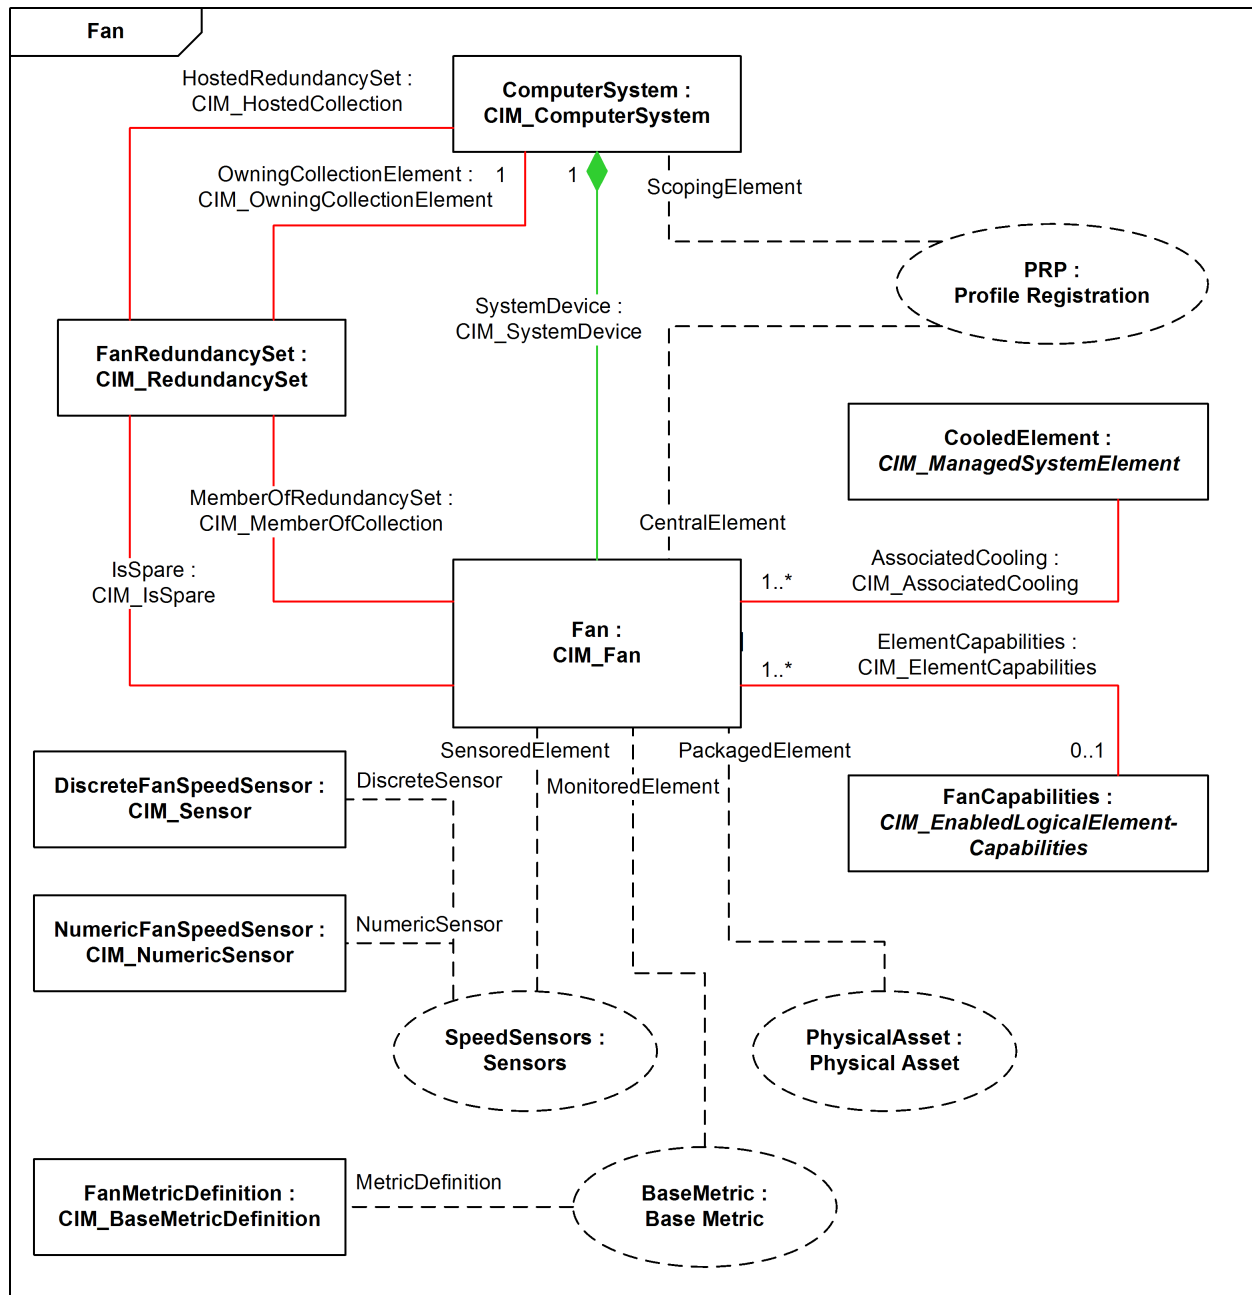 Fan
HostedRedundancySet :
CIM_HostedCollection
ComputerSystem :
CIM_ComputerSystem
OwningCollectionElement :
CIM_OwningCollectionElement
1
1
ScopingElement
PRP :
Profile Registration
SystemDevice :
CIM_SystemDevice
FanRedundancySet :
CIM_RedundancySet
CooledElement :
CIM_ManagedSystemElement
MemberOfRedundancySet :
CIM_MemberOfCollection
CentralElement
IsSpare :
CIM_IsSpare
AssociatedCooling :
CIM_AssociatedCooling
1..*
Fan :
CIM_Fan
ElementCapabilities :
CIM_ElementCapabilities
1..*
0..1
SensoredElement
MonitoredElement
PackagedElement
DiscreteFanSpeedSensor :
CIM_Sensor
DiscreteSensor
FanCapabilities :
CIM_EnabledLogicalElement-
Capabilities
NumericFanSpeedSensor :
CIM_NumericSensor
NumericSensor
SpeedSensors :
Sensors
PhysicalAsset :
Physical Asset
FanMetricDefinition :
CIM_BaseMetricDefinition
MetricDefinition
BaseMetric :
Base Metric